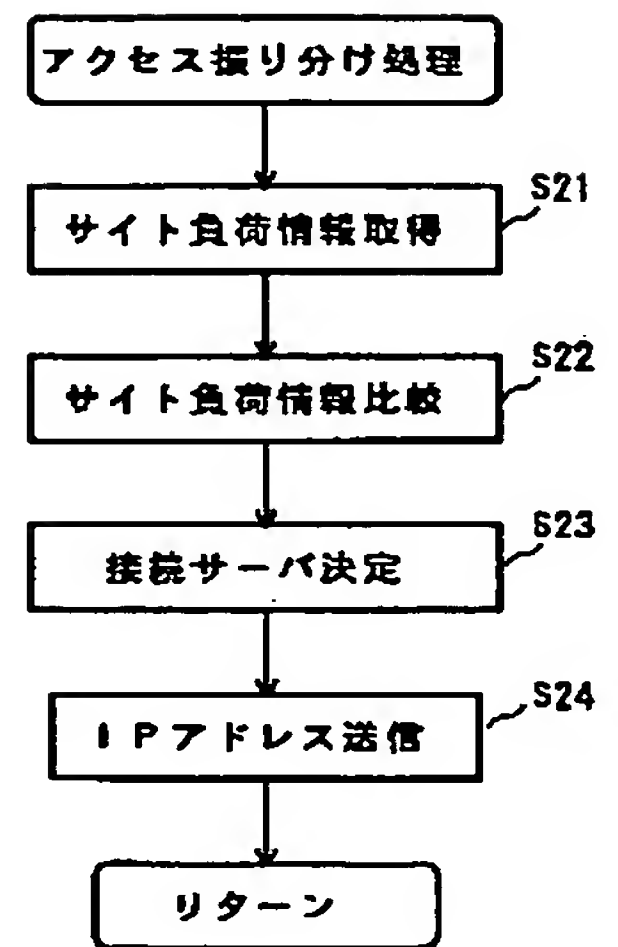 アクセス振り分け処理
S21
サイト負荷情報取得
S22
サイト負荷情報比較
S23
接続サーバ決定
S24
IPアドレス送信
リターン